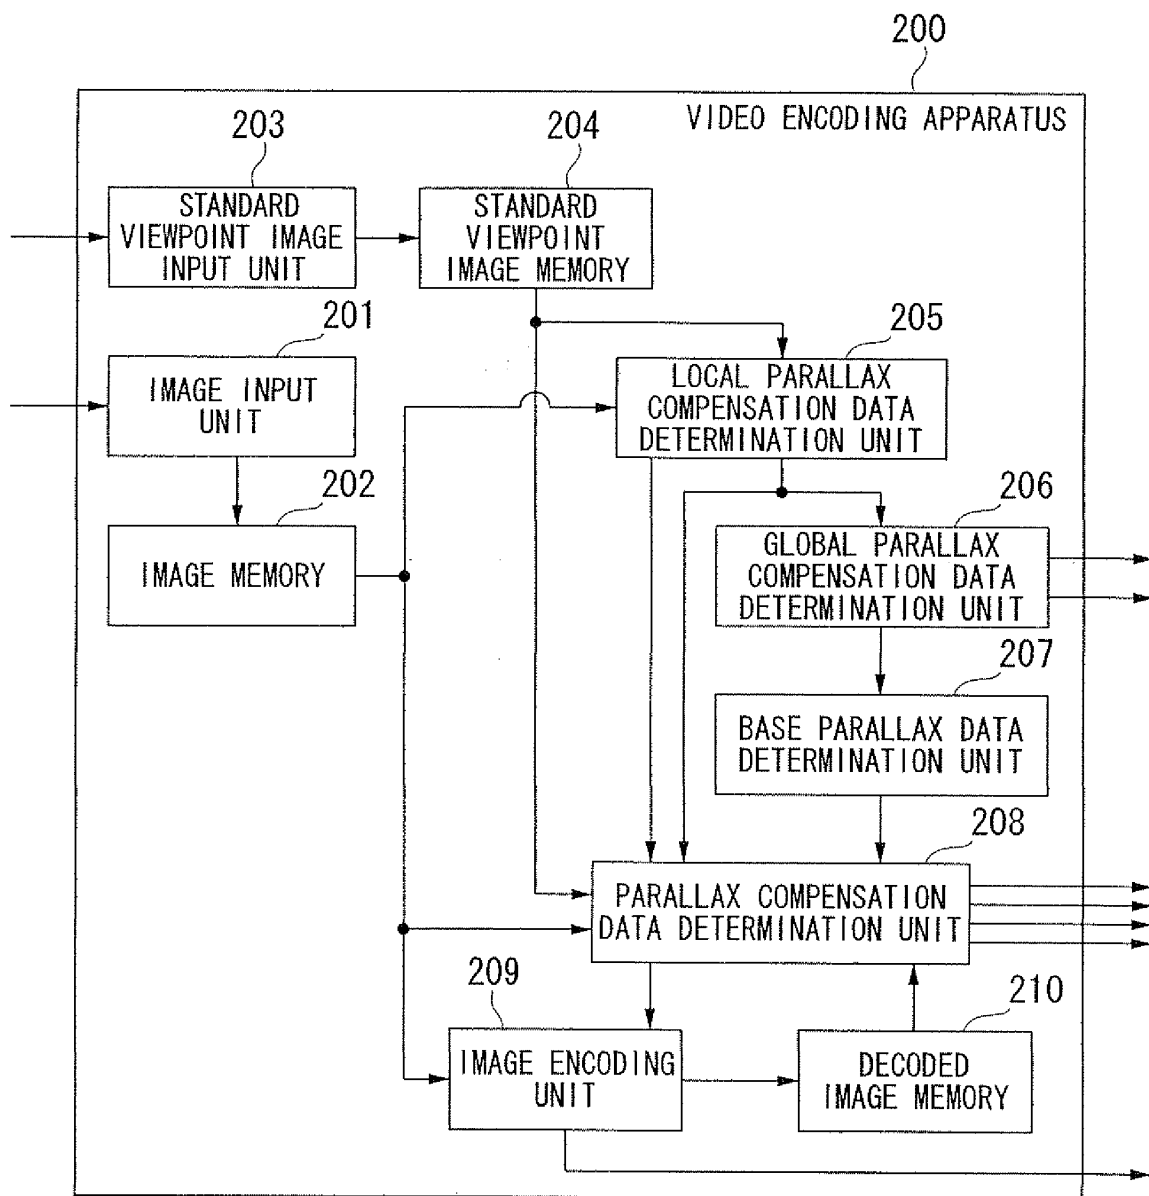 200
VIDEO ENCODING APPARATUS
203
STANDARD
VIEWPOINT IMAGE
INPUT UNIT
204
STANDARD
VIEWPOINT
IMAGE MEMORY
201
IMAGE INPUT
UNIT
205
LOCAL PARALLAX
COMPENSATION DATA
DETERMINATION UNIT
202
IMAGE MEMORY
206
GLOBAL PARALLAX
COMPENSATION DATA
DETERMINATION UNIT
207
BASE PARALLAX DATA
DETERMINATION UNIT
208
PARALLAX COMPENSATION
DATA DETERMINATION UNIT
209
IMAGE ENCODING
UNIT
210
DECODED
IMAGE MEMORY